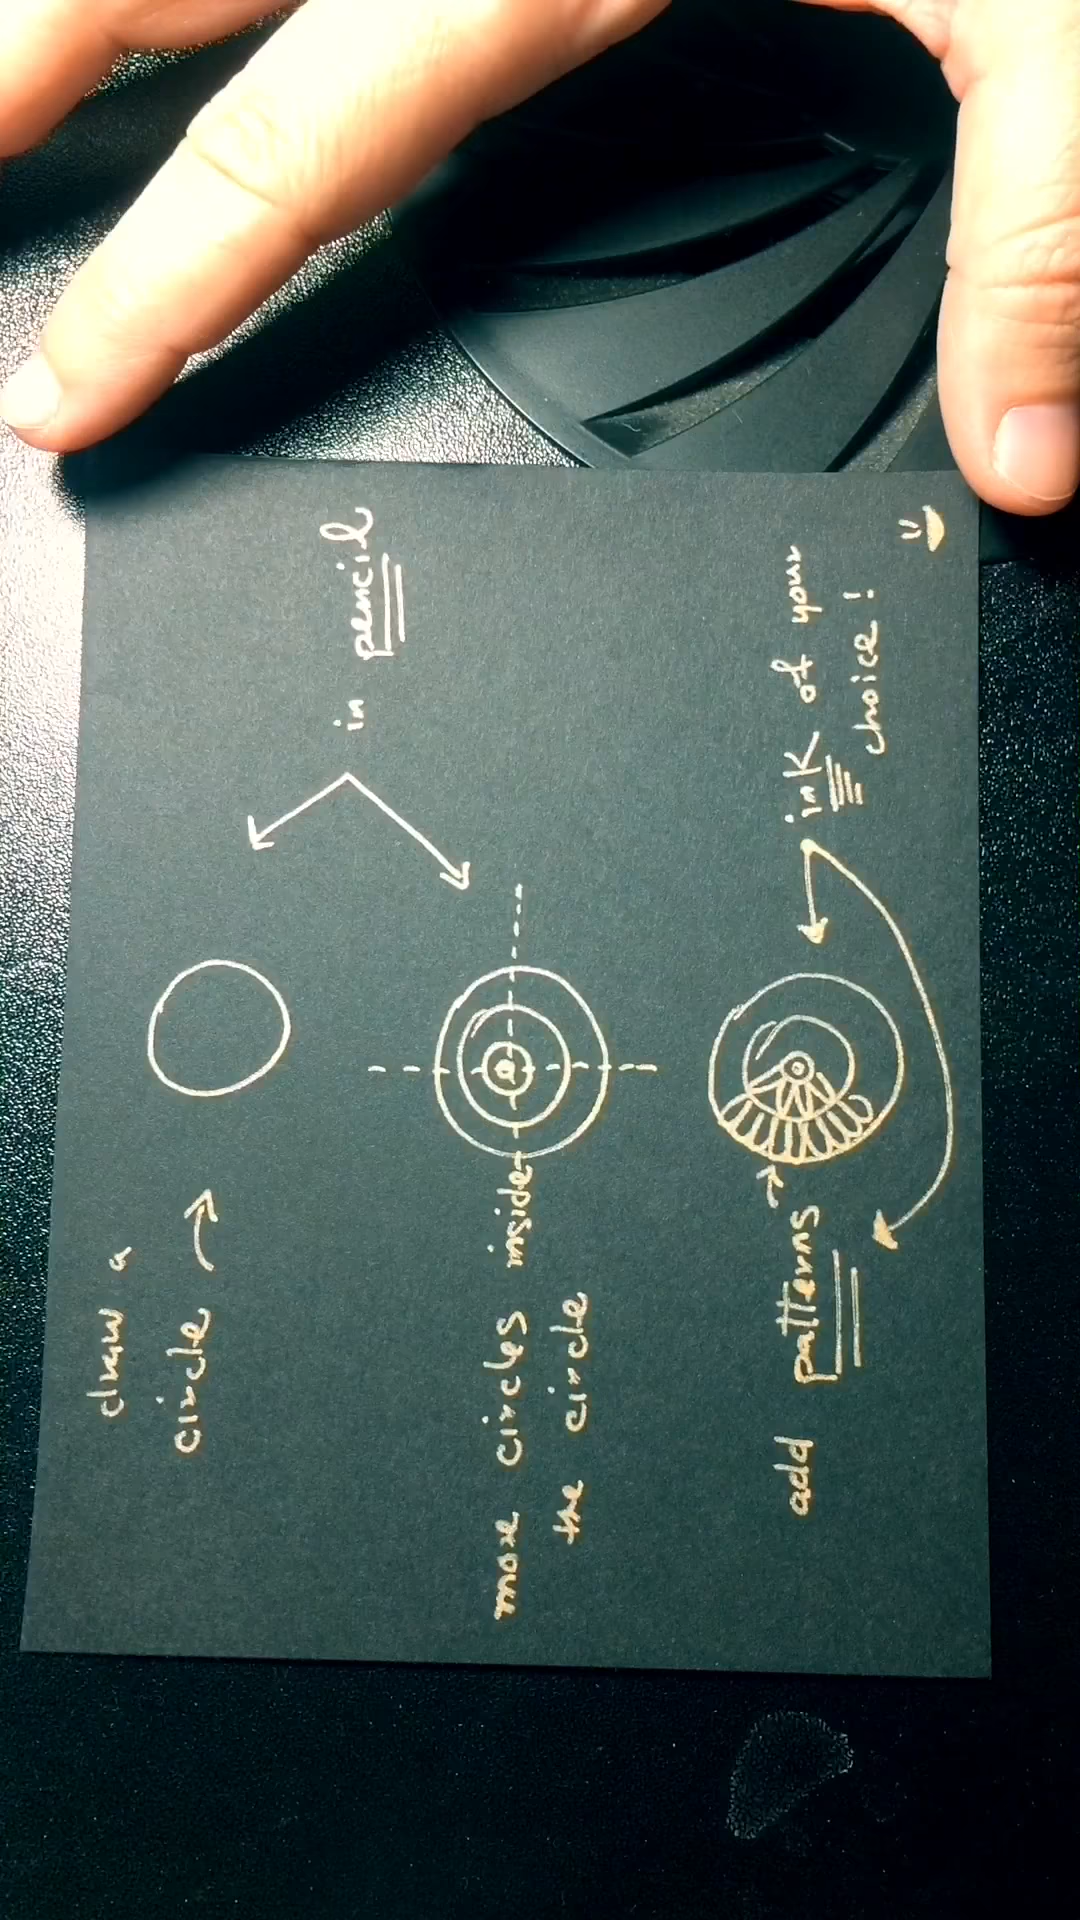 draw a
circle
in pencil
more circles inside
the circle
add patterns
ink of your
choice!